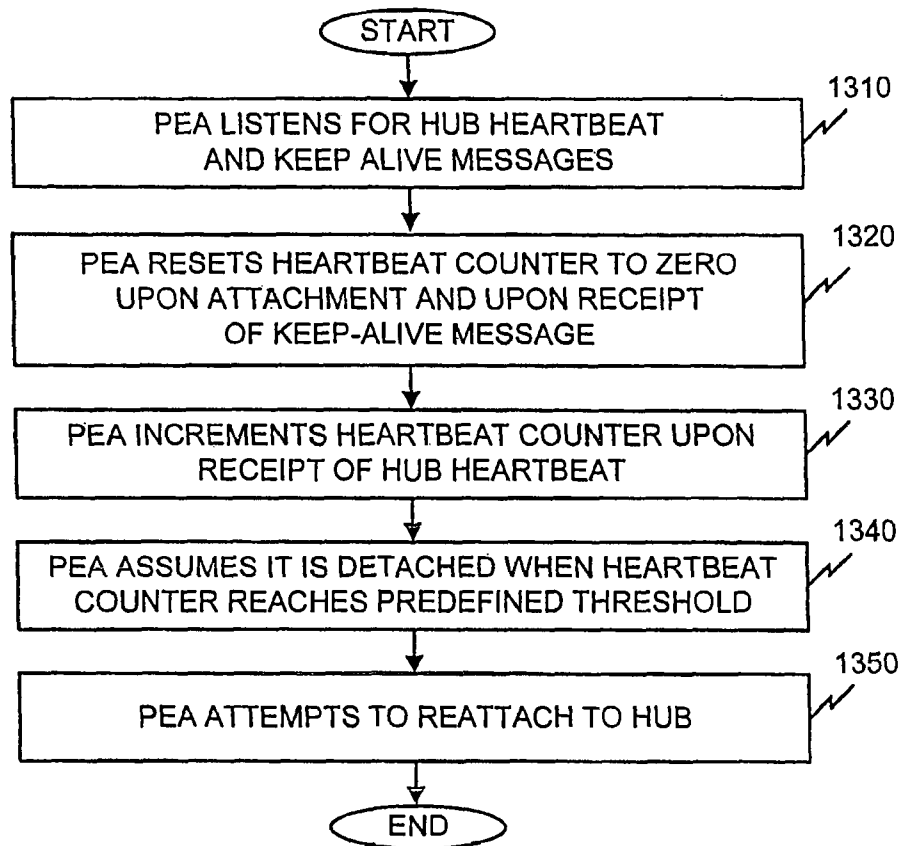 START
1310
PEA LISTENS FOR HUB HEARTBEAT
AND KEEP ALIVE MESSAGES
1320
PEA RESETS HEARTBEAT COUNTER TO ZERO
UPON ATTACHMENT AND UPON RECEIPT
OF KEEP-ALIVE MESSAGE
1330
PEA INCREMENTS HEARTBEAT COUNTER UPON
RECEIPT OF HUB HEARTBEAT
1340
PEA ASSUMES IT IS DETACHED WHEN HEARTBEAT
COUNTER REACHES PREDEFINED THRESHOLD
1350
PEA ATTEMPTS TO REATTACH TO HUB
END